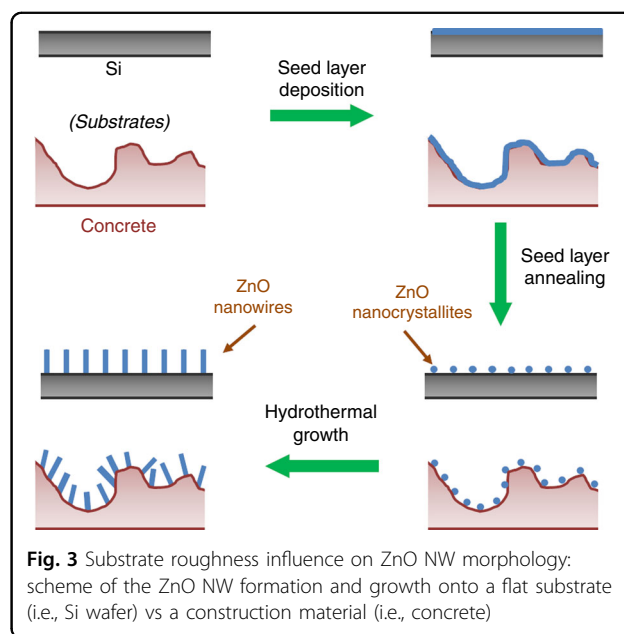 Si
Seed layer
deposition
(Substrates)
Concrete
Seed layer
annealing
ZnO
nanowires
ZnO
nanocrystallites
Hydrothermal
growth
Fig. 3 Substrate roughness influence on ZnO NW morphology:
scheme of the ZnO NW formation and growth onto a flat substrate
(i.e., Si wafer) vs a construction material (i.e., concrete)